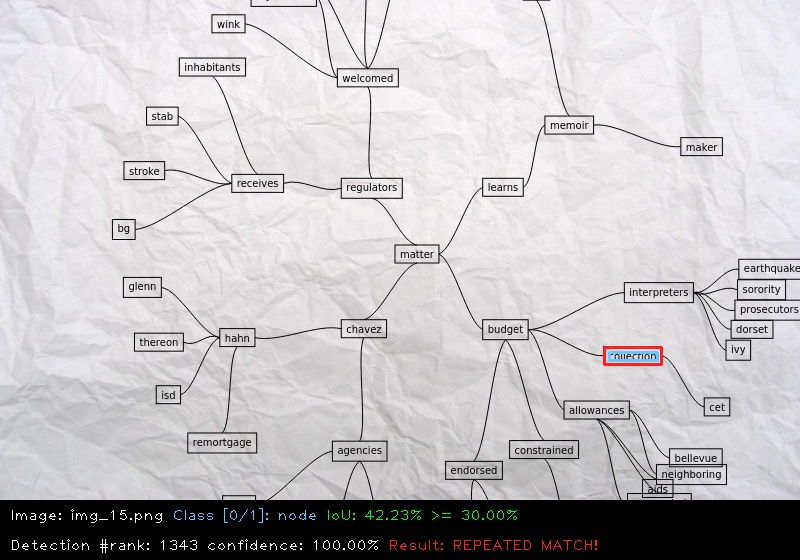 wink
welcomed
inhabitants
memoir
stab
maker
stroke
receives
regulators
learns
bg
matter
earthquake
glenn
interpreters
sorority
prosecutors
chavez
budget
dorset
hahn
thereon
ivy
collection
isd
cet
allowances
remortgage
agencies
constrained
bellevue
endorsed
neighboring
aids
Image: img_15.png Class [0/1]: node IoU: 42.23% >= 30.00%
Detection #rank: 1343 confidence: 100.00% Result: REPEATED MATCH!